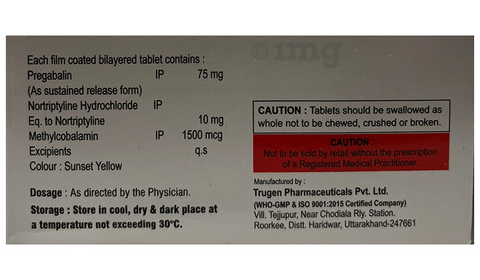 Each film coated bilayered tablet contains :
Pregabalin IP 75 mg
(As sustained release form)
Nortriptyline Hydrochloride IP
Eq. to Nortriptyline 10 mg
Methylcobalamin IP 1500 mcg
Excipients q.s
Colour : Sunset Yellow
Dosage : As directed by the Physician.
Storage : Store in cool, dry & dark place at
a temperature not exceeding 30°C.
1mg
CAUTION : Tablets should be swallowed as
whole not to be chewed, crushed or broken.
CAUTION :
Not to be sold by retail without the prescription
of a Registered Medical Practitioner.
Manufactured by :
Trugen Pharmaceuticals Pvt. Ltd.
(WHO-GMP & ISO 9001:2015 Certified Company)
Vill. Tejjupur, Near Chodiala Rly. Station.
Roorkee, Distt. Haridwar, Uttarakhand-247661